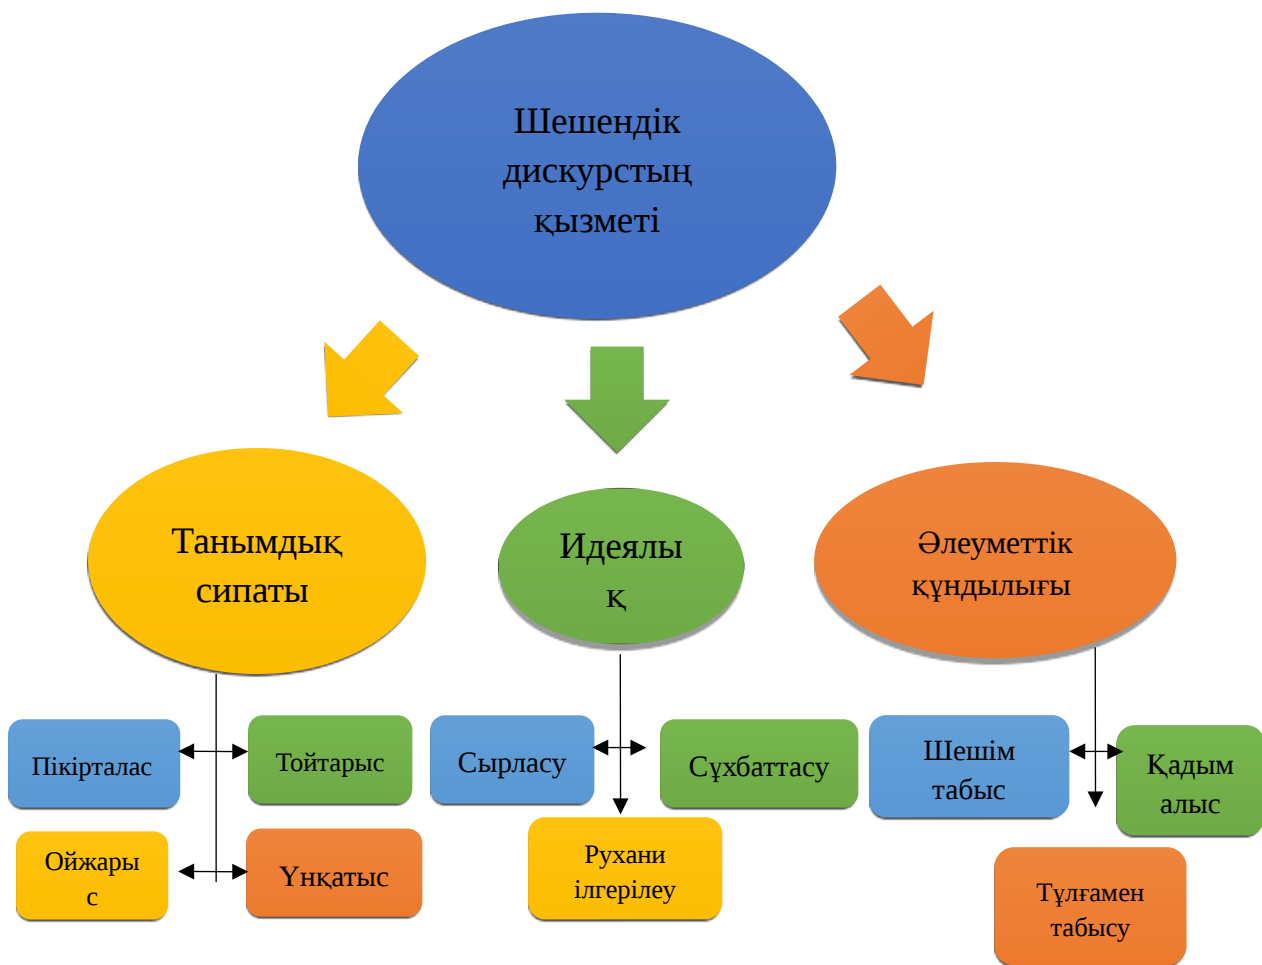 Шешендік
дискурстың
қызметі
Танымдық
сипаты
Идеялы
қ
Әлеуметтік
құндылығы
Пікірталас
Тойтарыс
Ойжары
с
Үнқатыс
Сырласу
Сұхбаттасу
Рухани
ілгерілеу
Шешім
табыс
Қадым
алыс
Тұлғамен
табысу